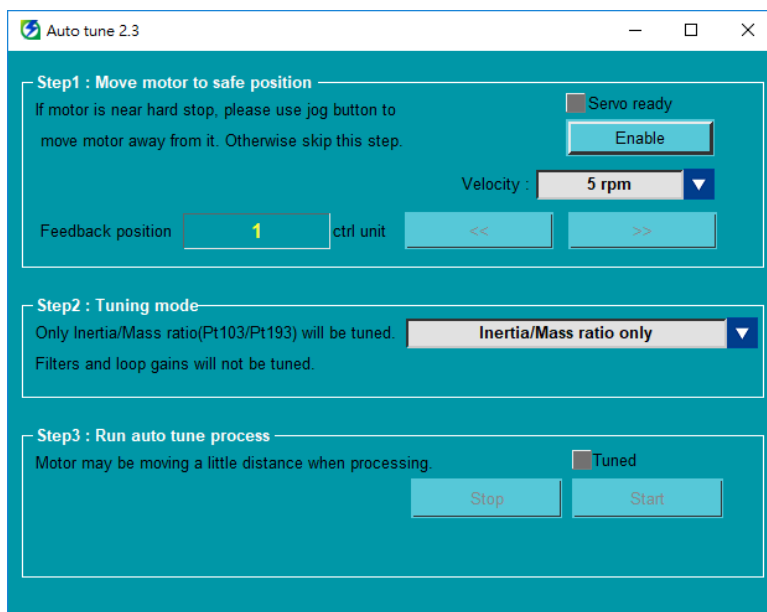 Auto tune 2.3
Step1 : Move motor to safe position
If motor is near hard stop, please use jog button to
move motor away from it. Otherwise skip this step.
Servo ready
Enable
Velocity : 5 rpm
Feedback position 1 ctrl unit << >>
Step2 : Tuning mode
Only Inertia/Mass ratio(Pt103/Pt193) will be tuned. Inertia/Mass ratio only
Filters and loop gains will not be tuned.
Step3 : Run auto tune process
Motor may be moving a little distance when processing. Tuned
Stop Start